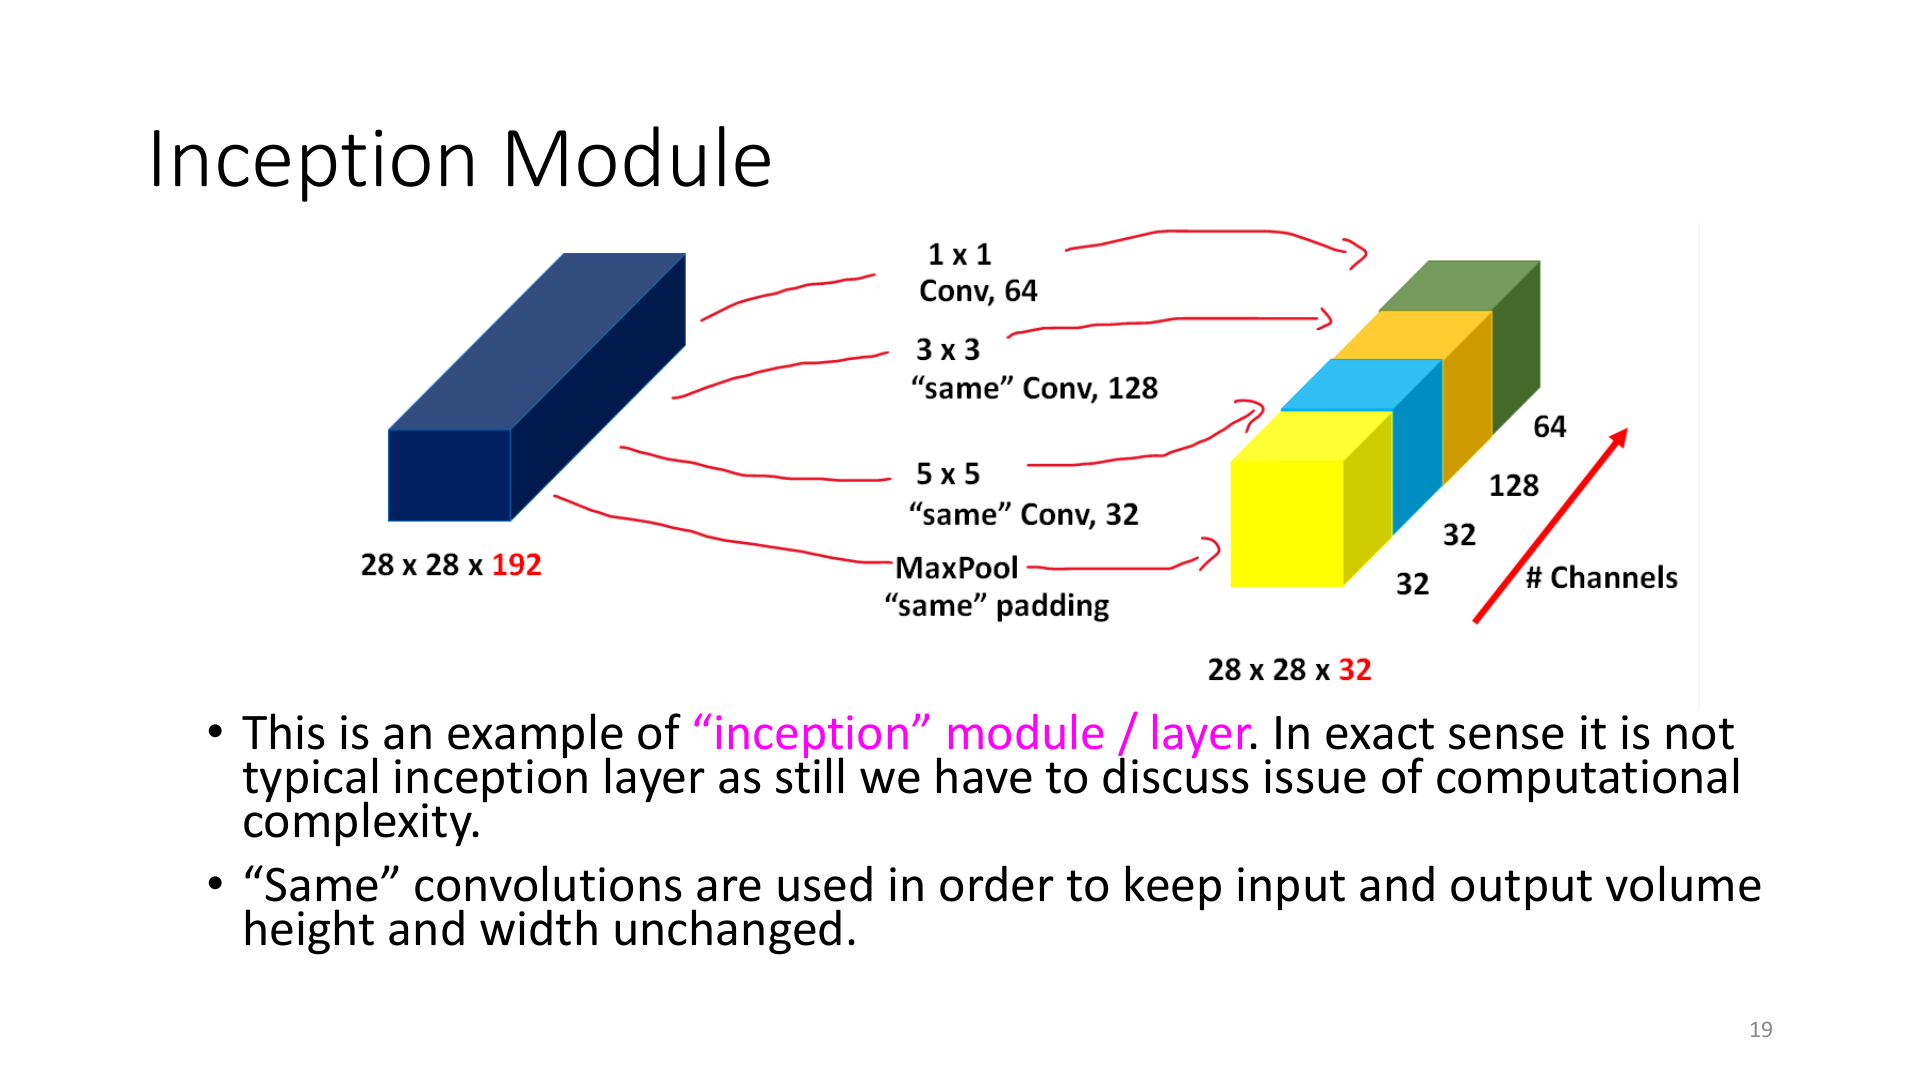 Inception Module
1 x 1
Conv, 64
3 x 3
“same” Conv, 128
5 x 5
“same” Conv, 32
MaxPool
“same” padding
28 x 28 x 192
64
128
32
32
# Channels
28 x 28 x 32
• This is an example of “inception” module / layer. In exact sense it is not
typical inception layer as still we have to discuss issue of computational
complexity.
• “Same” convolutions are used in order to keep input and output volume
height and width unchanged.
19